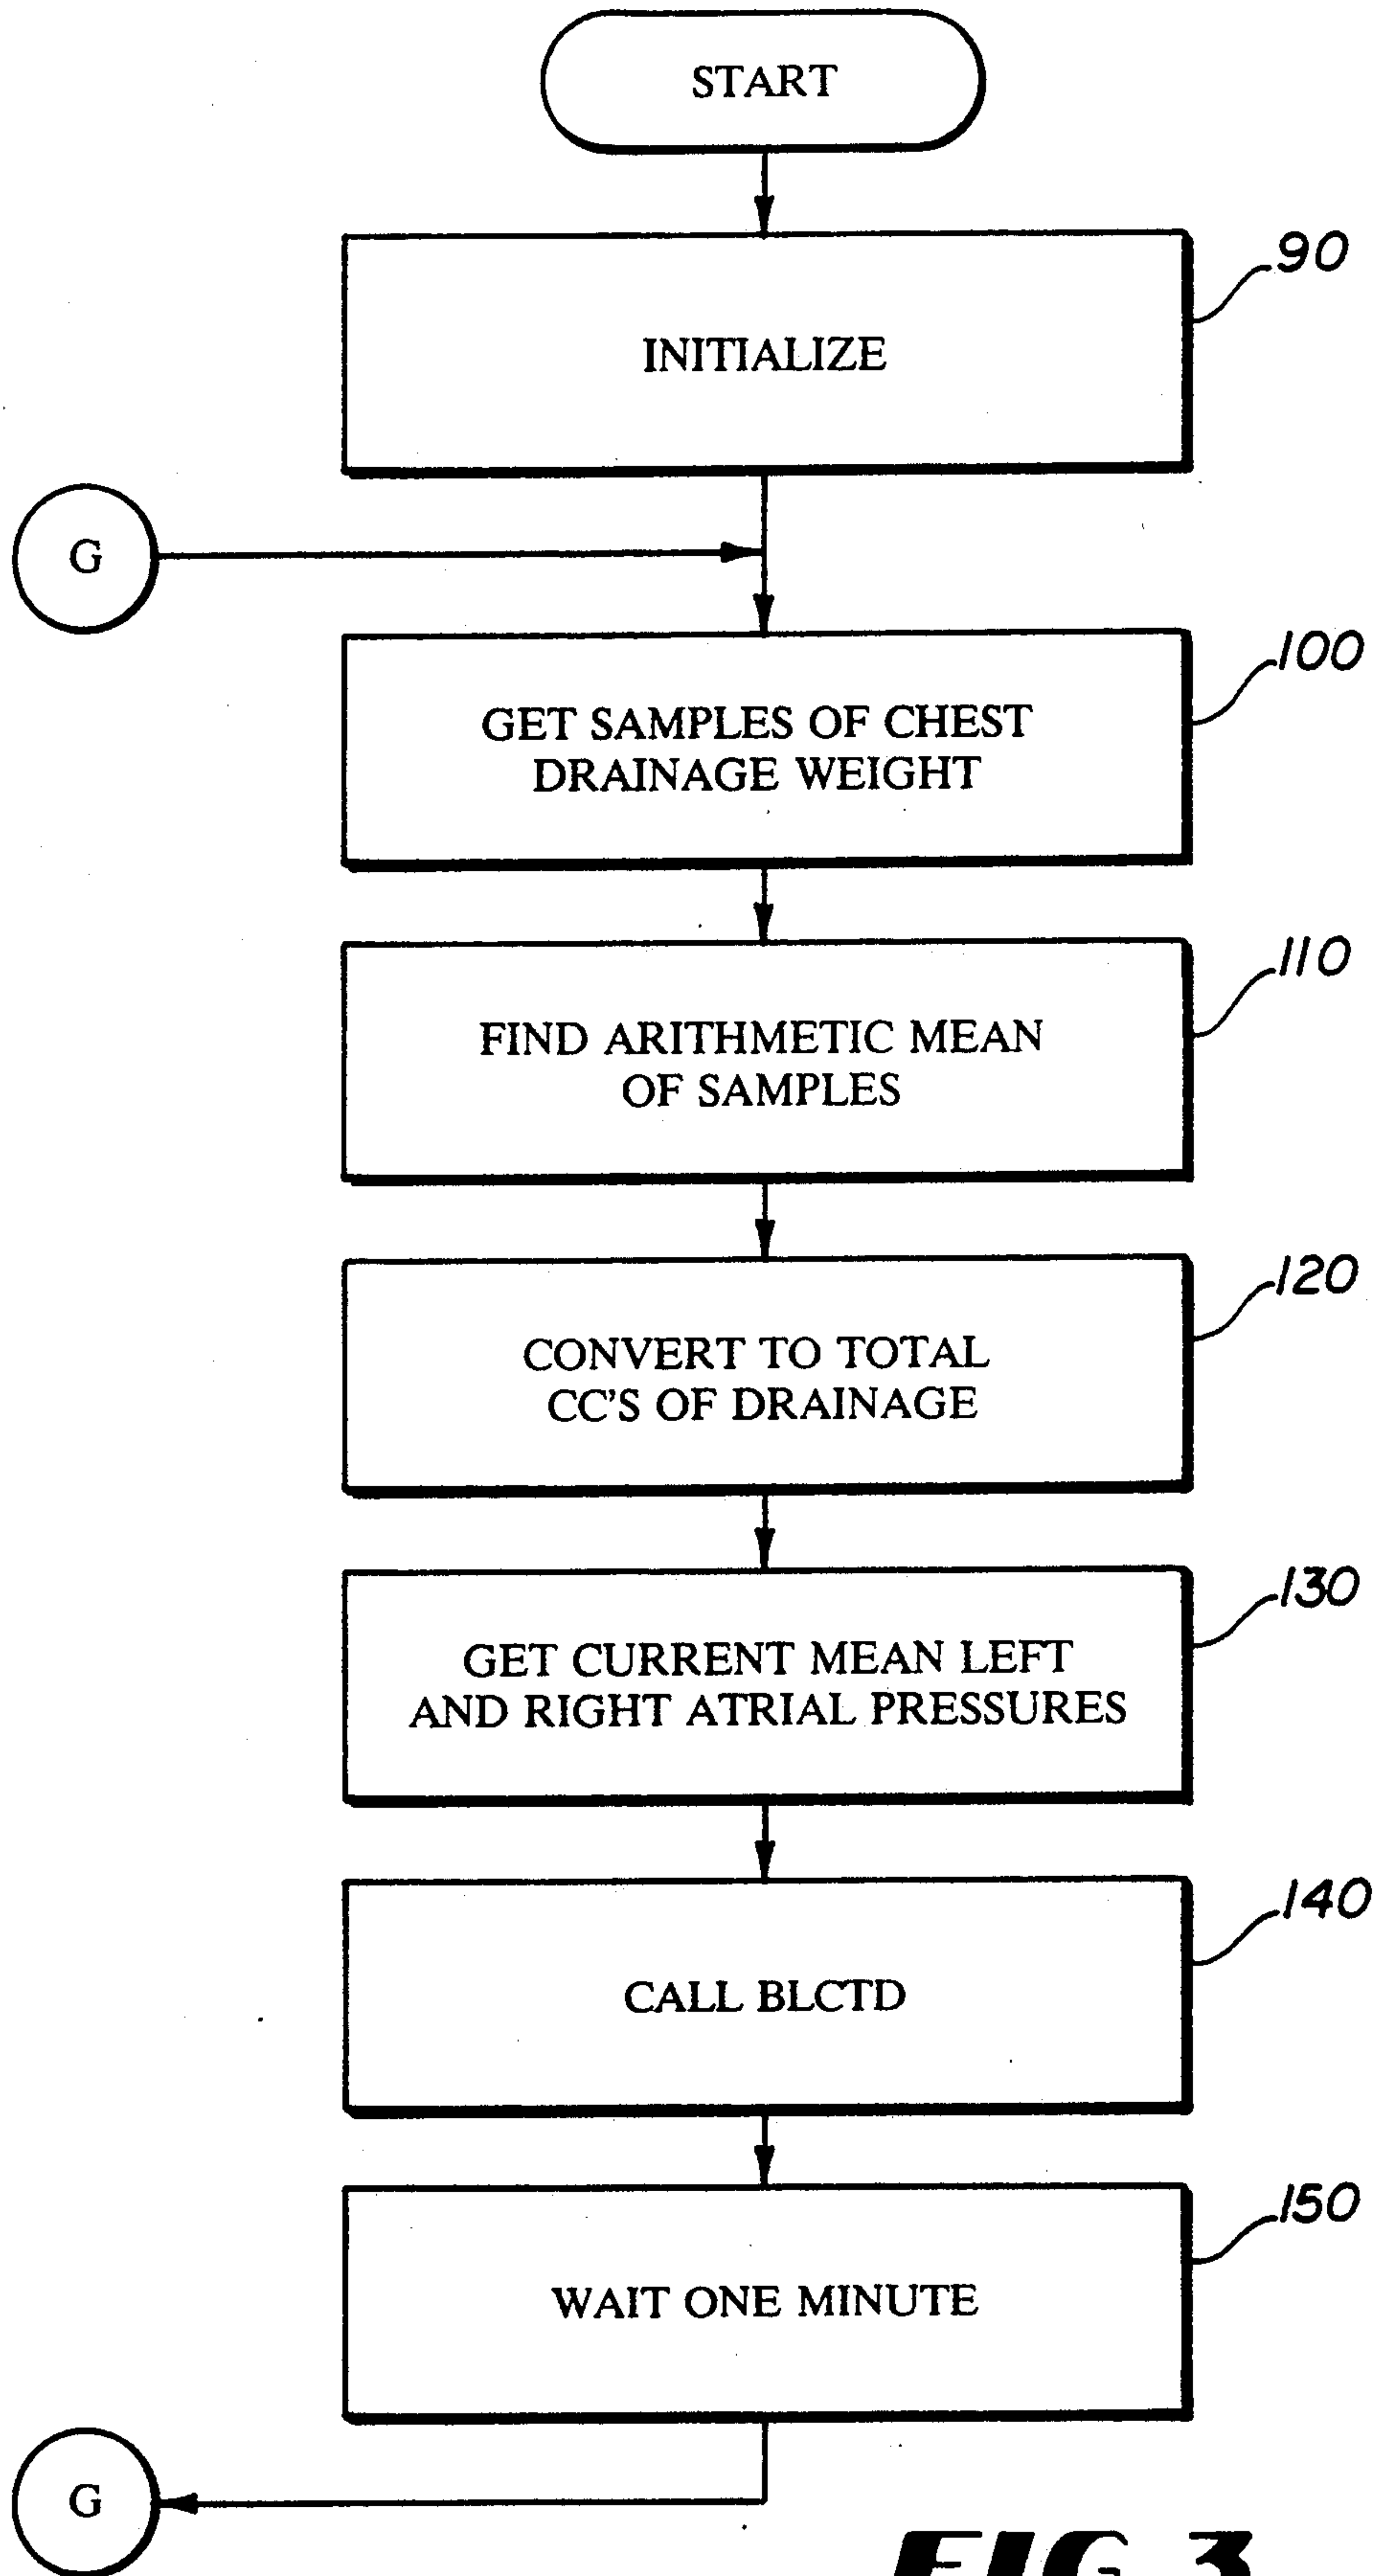 START
90
INITIALIZE
G
100
GET SAMPLES OF CHEST
DRAINAGE WEIGHT
110
FIND ARITHMETIC MEAN
OF SAMPLES
120
CONVERT TO TOTAL
CC'S OF DRAINAGE
130
GET CURRENT MEAN LEFT
AND RIGHT ATRIAL PRESSURES
140
CALL BLCTD
150
WAIT ONE MINUTE
G
FIG 3